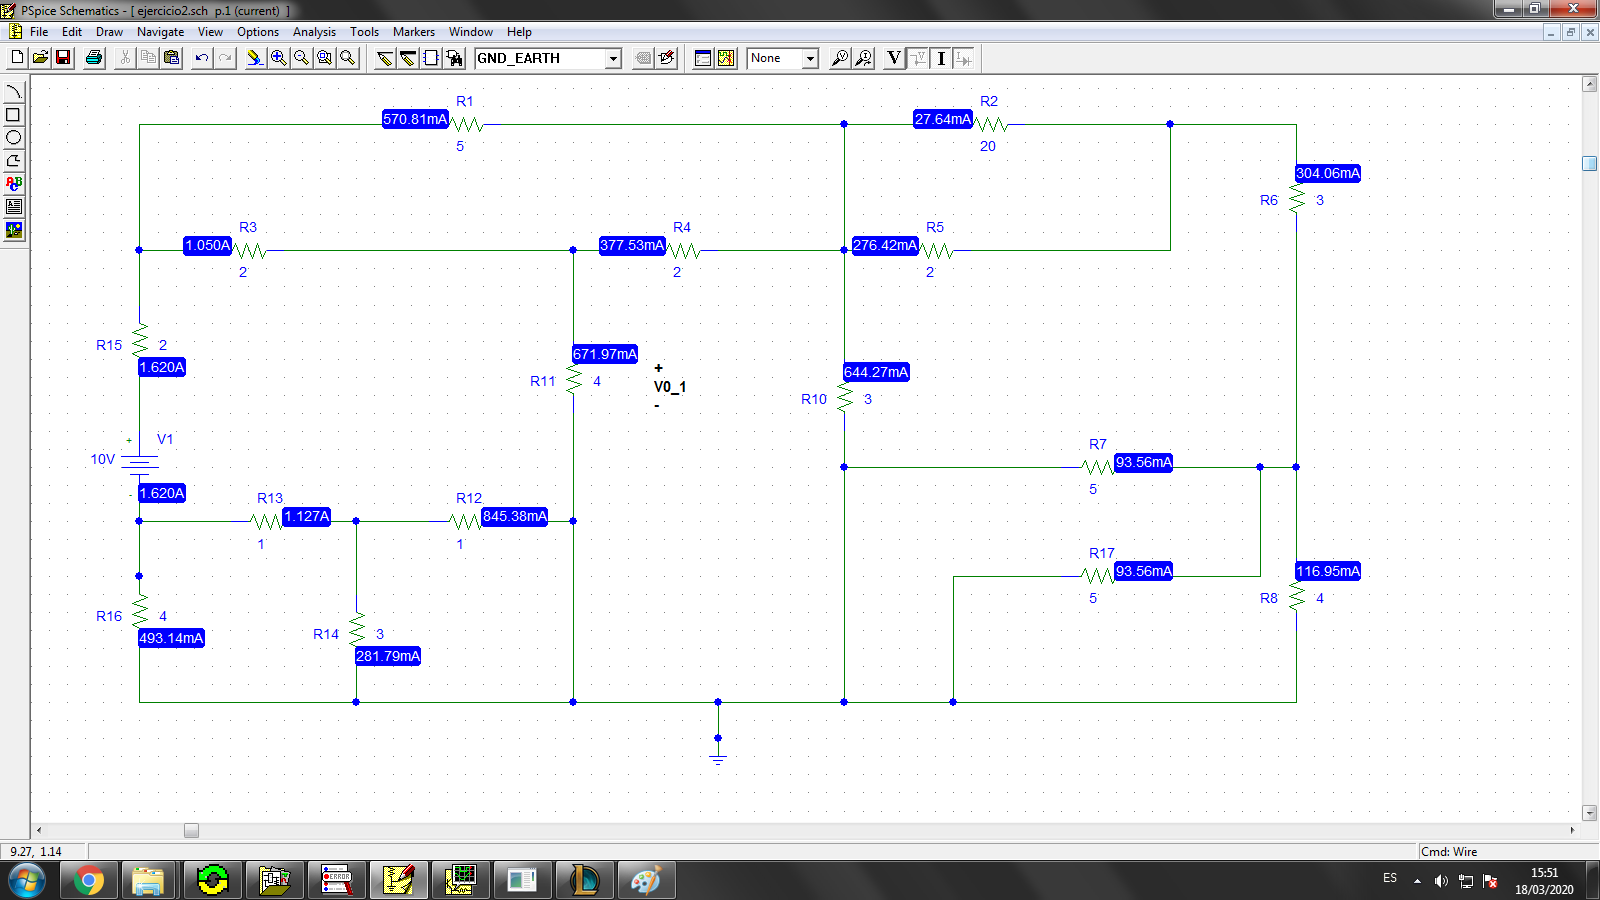 PSpice Schematics - [ ejercicio2.sch  p.1 (current)  ]
File Edit Draw Navigate View Options Analysis Tools Markers Window Help
GND_EARTH None V I
R1 R2
570.81mA 27.64mA
5 20
304.06mA
R6 3
R3 R4 R5
1.050A 377.53mA 276.42mA
2 2 2
R15 2
1.620A
671.97mA
R11 4
+
V0_1
-
644.27mA
R10 3
+ V1
10V
- 1.620A
R7
93.56mA
5
R13 R12
1.127A 845.38mA
1 1
R17
93.56mA
5
116.95mA
R8 4
R16 4
493.14mA
R14 3
281.79mA
9.27, 1.14 Cmd: Wire
ERROR
ES
15:51
18/03/2020